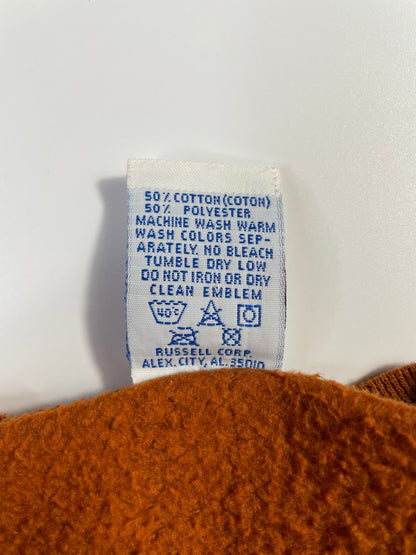 50% COTTON (COTON)
50% POLYESTER
MACHINE WASH WARM
WASH COLORS SEP-
ARATELY. NO BLEACH
TUMBLE DRY LOW
DO NOT IRON OR DRY
CLEAN EMBLEM
40°C
RUSSELL CORP.
ALEX. CITY, AL. 35010